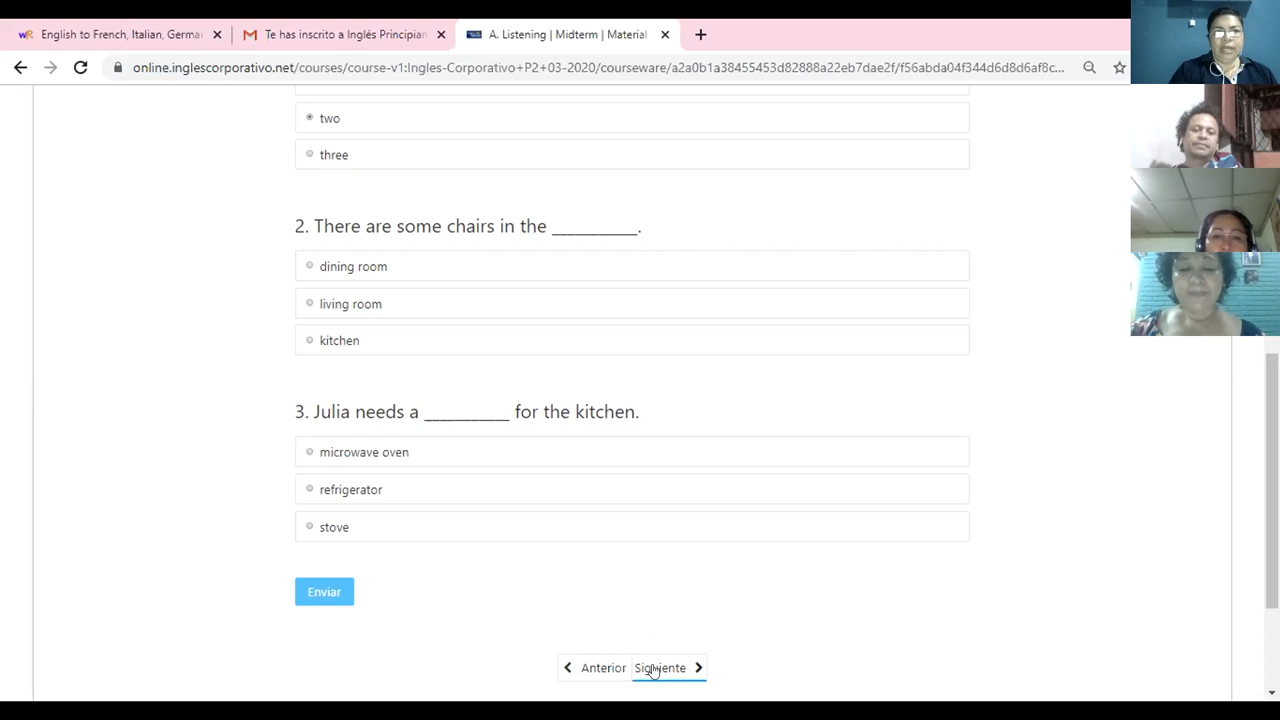 English to French, Italian, Germa
Te has inscrito a Inglés Principian
A. Listening | Midterm | Material
online.inglescorporativo.net/courses/course-v1:Ingles-Corporativo+P2+03-2020/courseware/a2a0b1a38455453d82888a22eb7dae2f/f56abda04f344d6d8d6af8c...
two
three
2. There are some chairs in the ___________.
dining room
living room
kitchen
3. Julia needs a ___________ for the kitchen.
microwave oven
refrigerator
stove
Enviar
Anterior
Siguiente